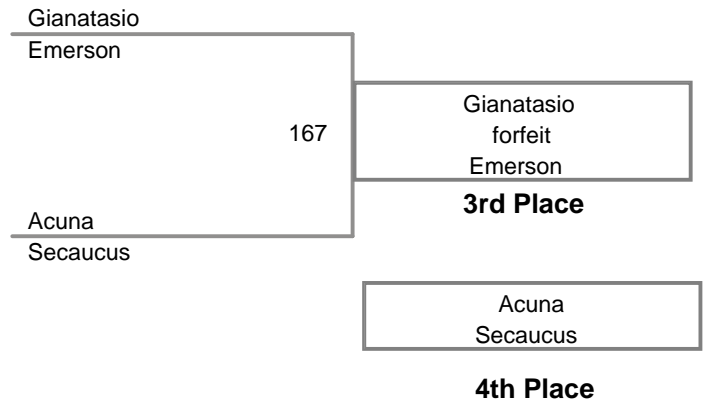 Gianatasio
Emerson
167
Gianatasio
forfeit
Emerson
3rd Place
Acuna
Secaucus
Acuna
Secaucus
4th Place